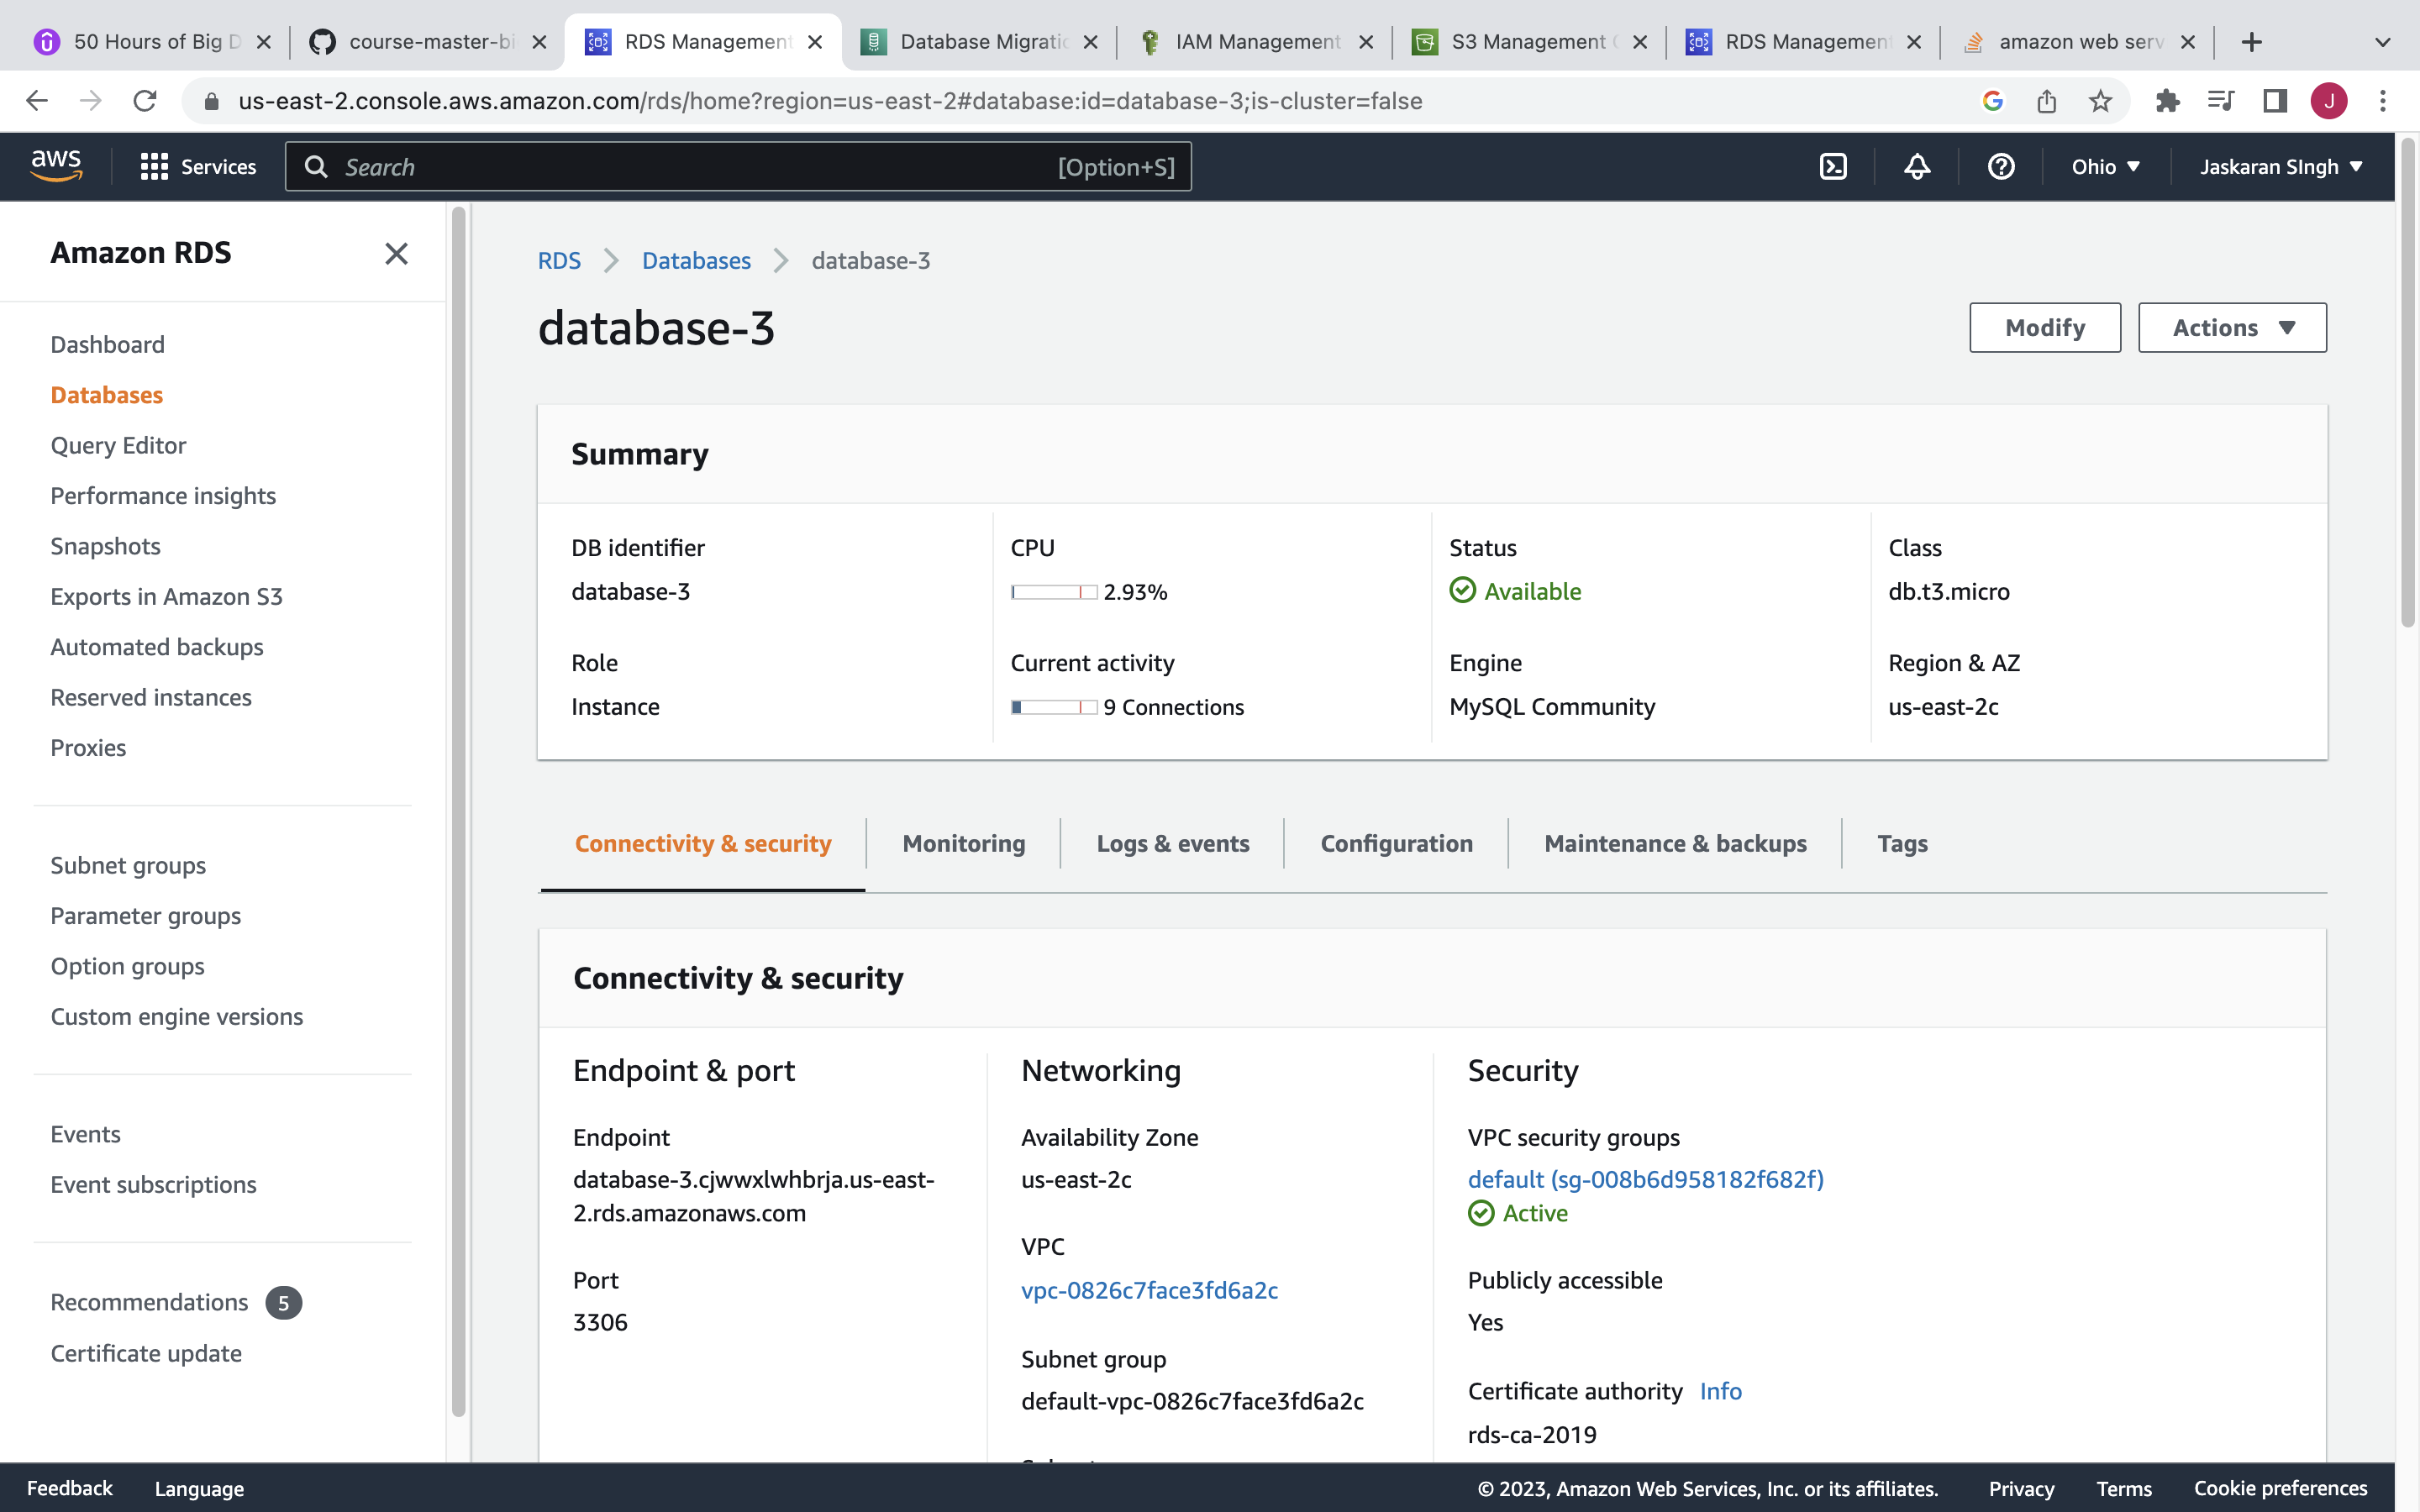 50 Hours of Big D
course-master-bi
RDS Management
Database Migratio
IAM Management
S3 Management C
RDS Management
amazon web serv
us-east-2.console.aws.amazon.com/rds/home?region=us-east-2#database:id=database-3;is-cluster=false
J
aws
Services
Search
[Option+S]
Ohio
Jaskaran SIngh
Amazon RDS
Dashboard
Databases
Query Editor
Performance insights
Snapshots
Exports in Amazon S3
Automated backups
Reserved instances
Proxies
Subnet groups
Parameter groups
Option groups
Custom engine versions
Events
Event subscriptions
Recommendations 5
Certificate update
RDS > Databases > database-3
database-3
Modify
Actions
Summary
DB identifier
database-3
CPU
2.93%
Status
Available
Class
db.t3.micro
Role
Instance
Current activity
9 Connections
Engine
MySQL Community
Region & AZ
us-east-2c
Connectivity & security
Monitoring
Logs & events
Configuration
Maintenance & backups
Tags
Connectivity & security
Endpoint & port
Endpoint
database-3.cjwwxlwhbrja.us-east-
2.rds.amazonaws.com
Port
3306
Networking
Availability Zone
us-east-2c
VPC
vpc-0826c7face3fd6a2c
Subnet group
default-vpc-0826c7face3fd6a2c
Security
VPC security groups
default (sg-008b6d958182f682f)
Active
Publicly accessible
Yes
Certificate authority Info
rds-ca-2019
Feedback
Language
© 2023, Amazon Web Services, Inc. or its affiliates.
Privacy
Terms
Cookie preferences